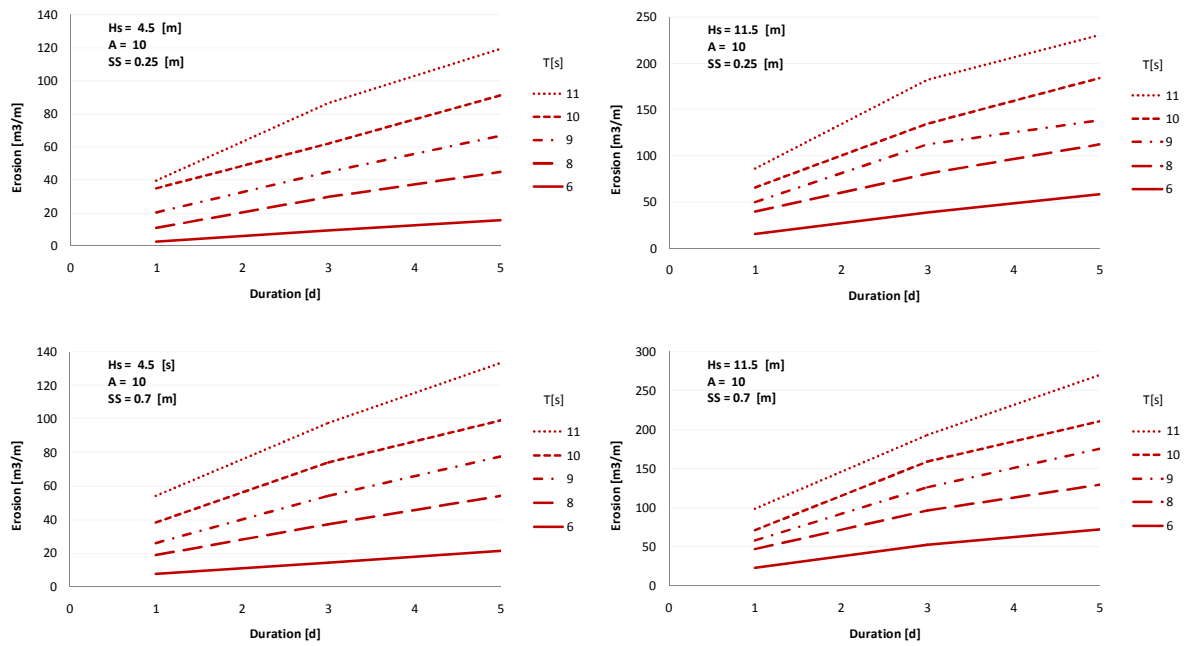 Hs = 4.5 [m]
A = 10
SS = 0.25 [m]
Erosion [m3/m]
140
120
100
80
60
40
20
0
0 1 2 3 4 5
Duration [d]
T[s]
11
10
9
8
6
Hs = 11.5 [m]
A = 10
SS = 0.25 [m]
Erosion [m3/m]
250
200
150
100
50
0
0 1 2 3 4 5
Duration [d]
T[s]
11
10
9
8
6
Hs = 4.5 [s]
A = 10
SS = 0.7 [m]
Erosion [m3/m]
140
120
100
80
60
40
20
0
0 1 2 3 4 5
Duration [d]
T[s]
11
10
9
8
6
Hs = 11.5 [m]
A = 10
SS = 0.7 [m]
Erosion [m3/m]
300
250
200
150
100
50
0
0 1 2 3 4 5
Duration [d]
T[s]
11
10
9
8
6